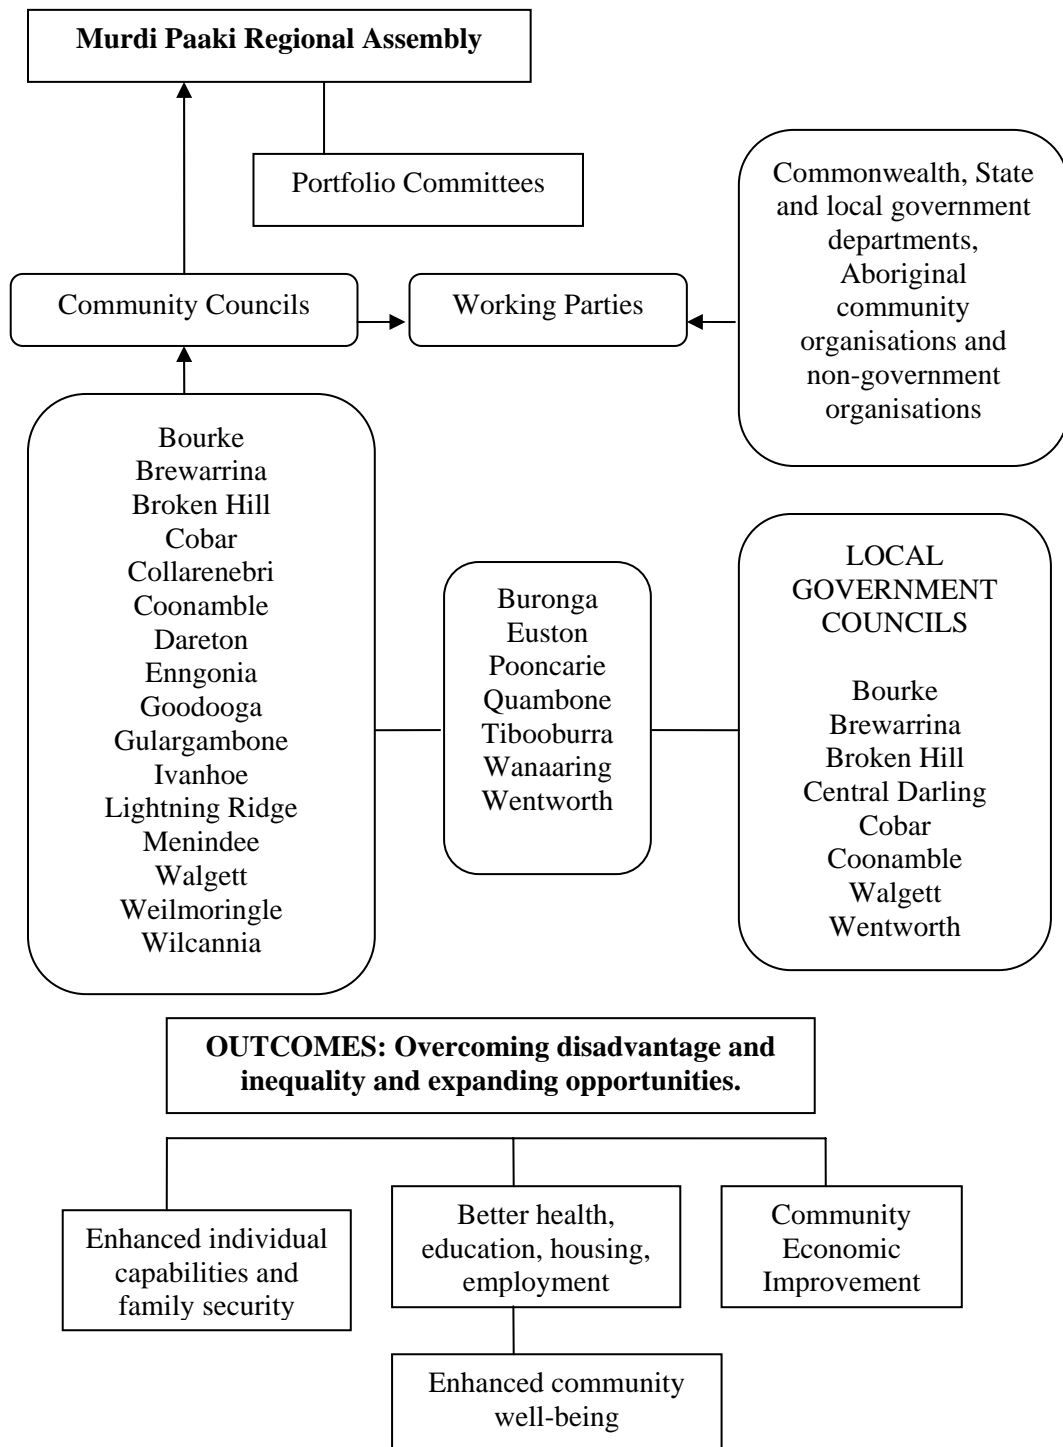 Murdi Paaki Regional Assembly
Portfolio Committees
Commonwealth, State
and local government
departments,
Aboriginal
community
organisations and
non-government
organisations
Community Councils
Working Parties
Bourke
Brewarrina
Broken Hill
Cobar
Collarenebri
Coonamble
Dareton
Enngonia
Goodooga
Gulargambone
Ivanhoe
Lightning Ridge
Menindee
Walgett
Weilmoringle
Wilcannia
Buronga
Euston
Pooncarie
Quambone
Tibooburra
Wanaaring
Wentworth
LOCAL
GOVERNMENT
COUNCILS
Bourke
Brewarrina
Broken Hill
Central Darling
Cobar
Coonamble
Walgett
Wentworth
OUTCOMES: Overcoming disadvantage and
inequality and expanding opportunities.
Enhanced individual
capabilities and
family security
Better health,
education, housing,
employment
Community
Economic
Improvement
Enhanced community
well-being